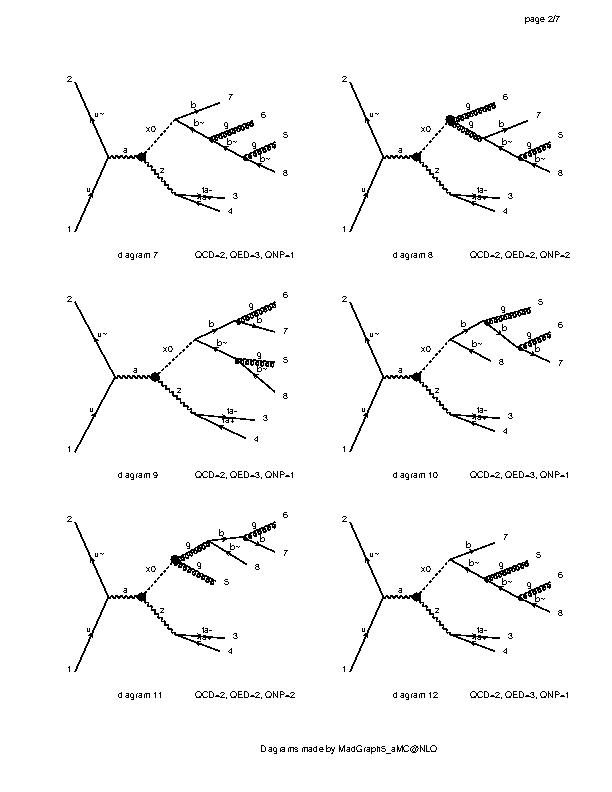 page 2/7
2 u~ 1 u a x0 b 7 b~ g 6 g 5 b~ 8 z ta- ta+ 3 4
diagram 7 QCD=2, QED=3, QNP=1
2 u~ 1 u a x0 g 6 g b 7 b~ g 5 b~ 8 z ta- ta+ 3 4
diagram 8 QCD=2, QED=2, QNP=2
2 u~ 1 u a x0 b g 6 b 7 b~ g 5 b~ 8 z ta- ta+ 3 4
diagram 9 QCD=2, QED=3, QNP=1
2 u~ 1 u a x0 b g 5 b g 6 b 7 b~ 8 z ta- ta+ 3 4
diagram 10 QCD=2, QED=3, QNP=1
2 u~ 1 u a x0 g b g 6 b 7 b~ 8 g 5 z ta- ta+ 3 4
diagram 11 QCD=2, QED=2, QNP=2
2 u~ 1 u a x0 b 7 b~ g 5 b~ g 6 b~ 8 z ta- ta+ 3 4
diagram 12 QCD=2, QED=3, QNP=1
Diagrams made by MadGraph5_aMC@NLO